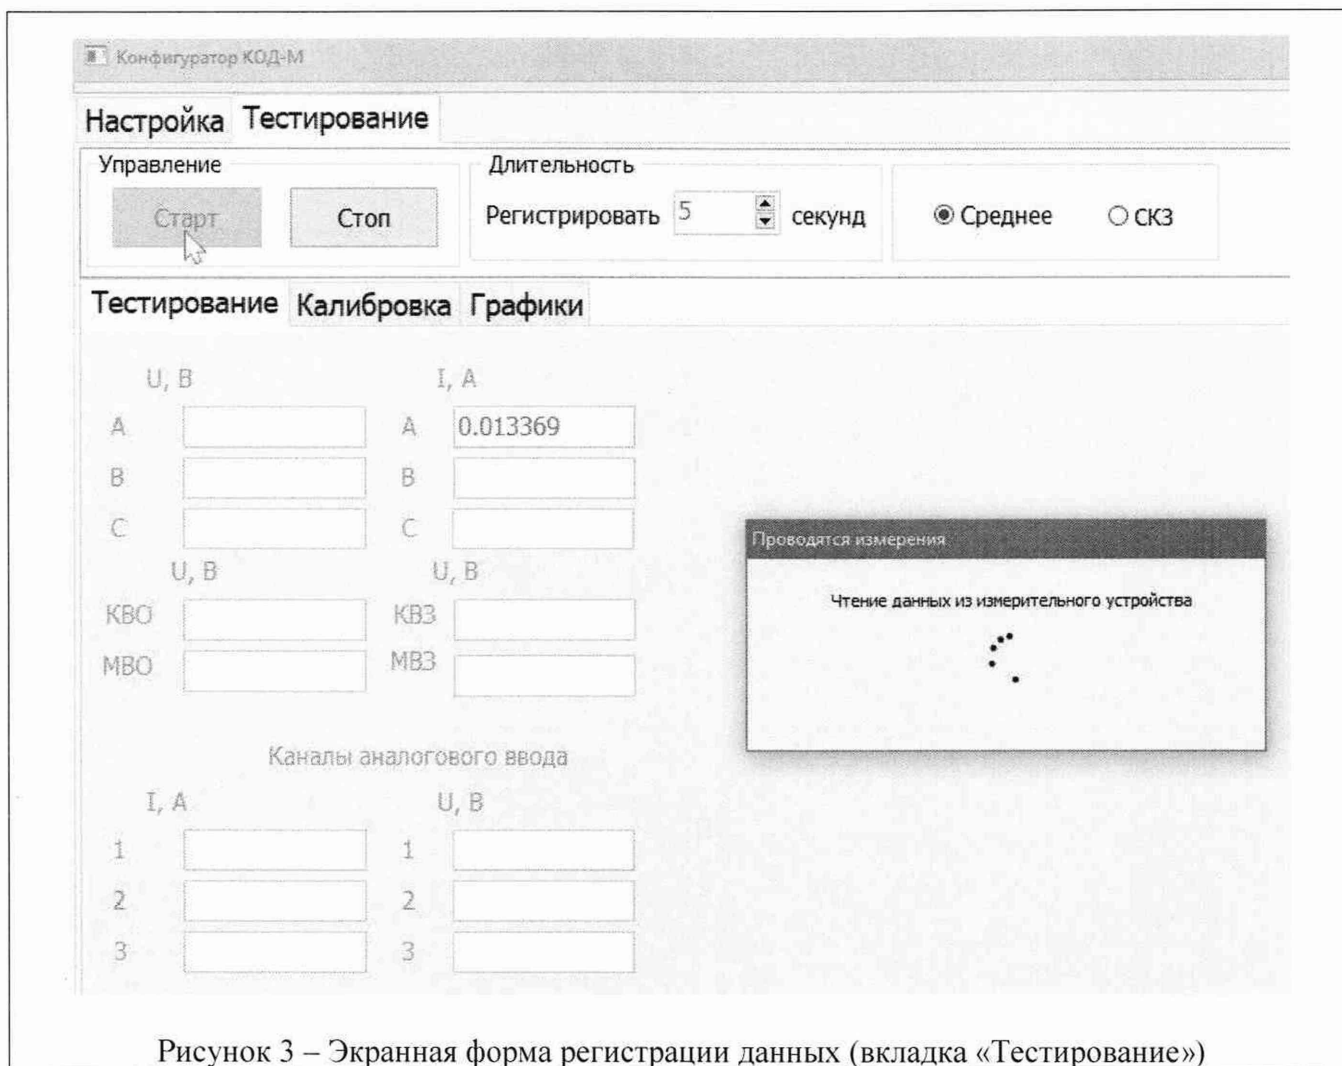 Конфигуратор КОД-М
Настройка Тестирование
Управление
Длительность
Старт Стоп Регистрировать 5 секунд Среднее СКЗ
Тестирование Калибровка Графики
U, В I, А
A A 0.013369
B B
C C
U, В U, В
КВО КВЗ
МВО МВЗ
Проводятся измерения
Чтение данных из измерительного устройства
Каналы аналогового ввода
I, А U, В
1 1
2 2
3 3
Рисунок 3 – Экранная форма регистрации данных (вкладка «Тестирование»)